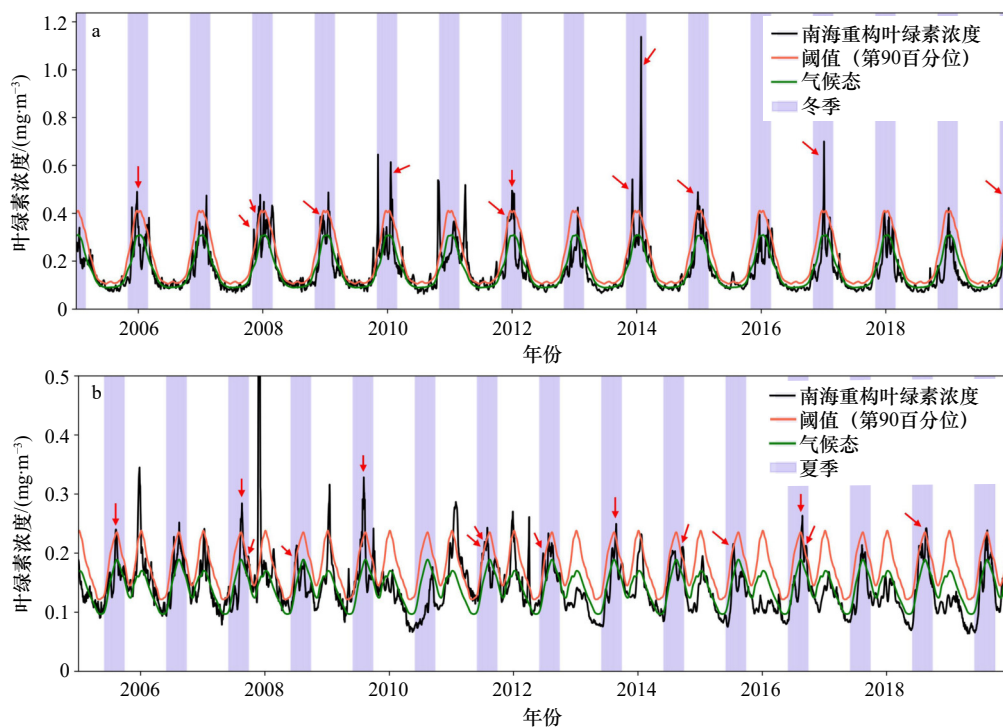 a
1.2
1.0
0.8
0.6
0.4
0.2
0
叶绿素浓度/(mg·m⁻³)
南海重构叶绿素浓度
阈值（第90百分位）
气候态
冬季
2006 2008 2010 2012 2014 2016 2018
年份
b
0.5
0.4
0.3
0.2
0.1
0
叶绿素浓度/(mg·m⁻³)
南海重构叶绿素浓度
阈值（第90百分位）
气候态
夏季
2006 2008 2010 2012 2014 2016 2018
年份